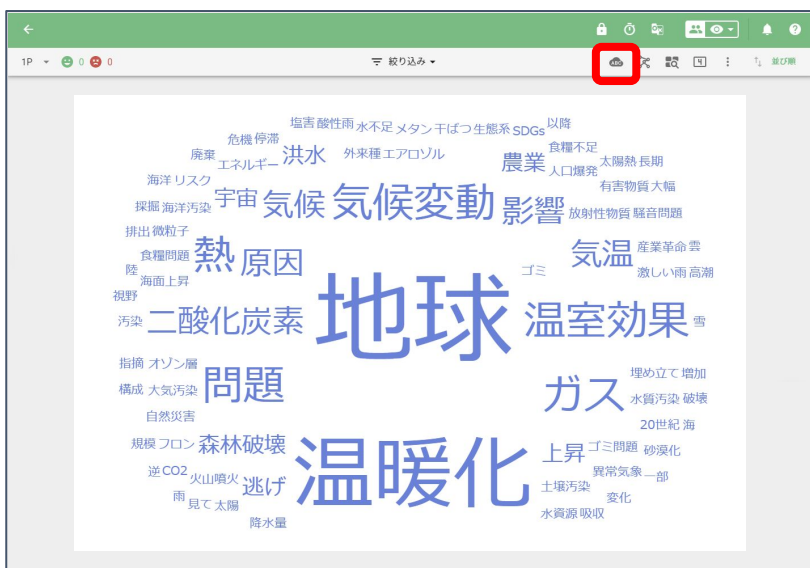 1P 0 0 絞り込み 並び順
塩害 酸性雨 水不足 メタン 干ばつ 生態系 SDGs 以降
危機 停滞 洪水 外来種 エアロゾル 農業 食糧不足
廃棄 エネルギー 人口爆発 太陽熱 長期
海洋 リスク 宇宙 気候 気候変動 影響 有害物質 大幅
採掘 海洋汚染 放射性物質 騒音問題
排出 微粒子 熱 原因 気温 産業革命 雲
食糧問題 ゴミ 激しい雨 高潮
陸 海面上昇
視野
汚染 二酸化炭素 地球 温室効果 雪
指摘 オゾン層 問題 ガス 埋め立て 増加
構成 大気汚染 水質汚染 破壊
自然災害 20世紀 海
規模 フロン 森林破壊 温暖化 上昇 ゴミ問題 砂漠化
逆 CO2 火山噴火 逃げ 異常気象 一部
雨 見て 太陽 土壌汚染 変化
降水量 水資源 吸収